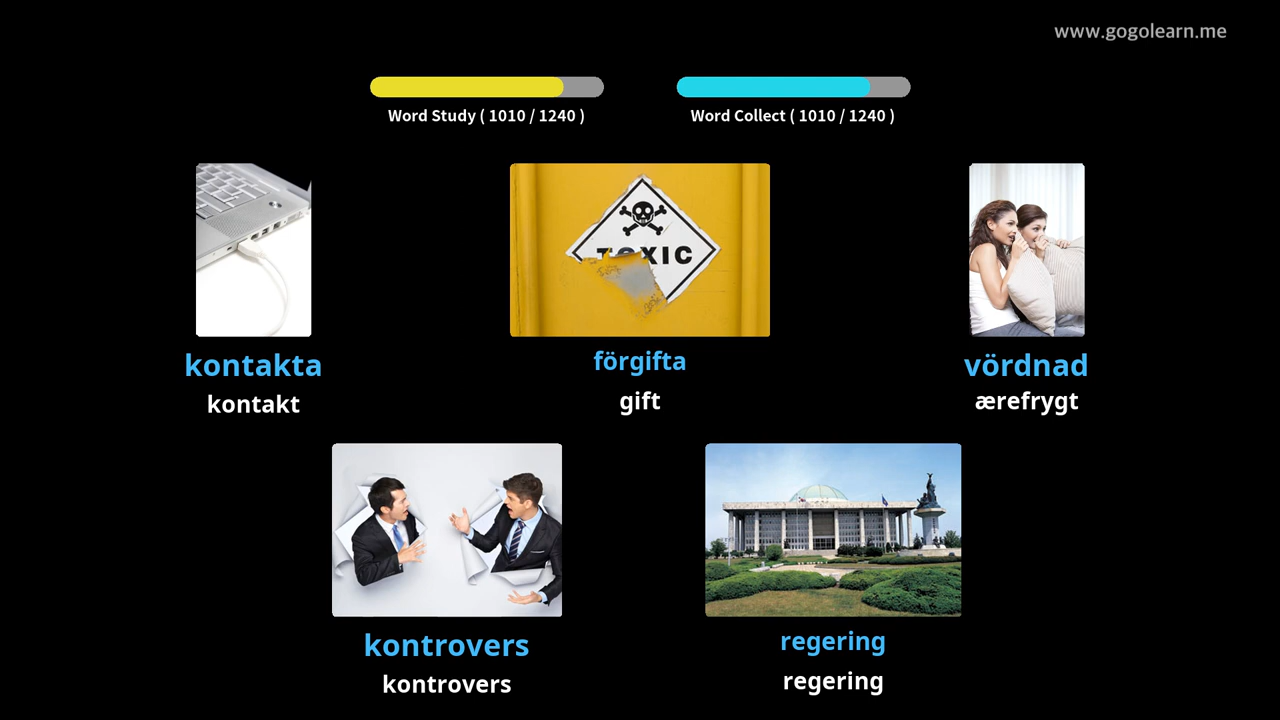 www.gogolearn.me
Word Study ( 1010 / 1240 )
Word Collect ( 1010 / 1240 )
TOXIC
kontakta
kontakt
förgifta
gift
vördnad
ærefrygt
kontrovers
kontrovers
regering
regering